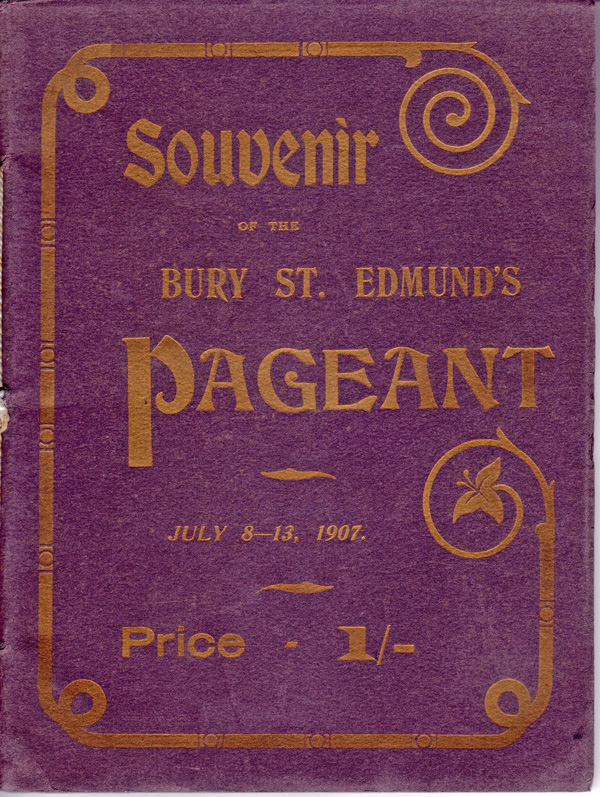 Souvenir
OF THE
BURY ST. EDMUND'S
PAGEANT
JULY 8—13, 1907.
Price - 1/-